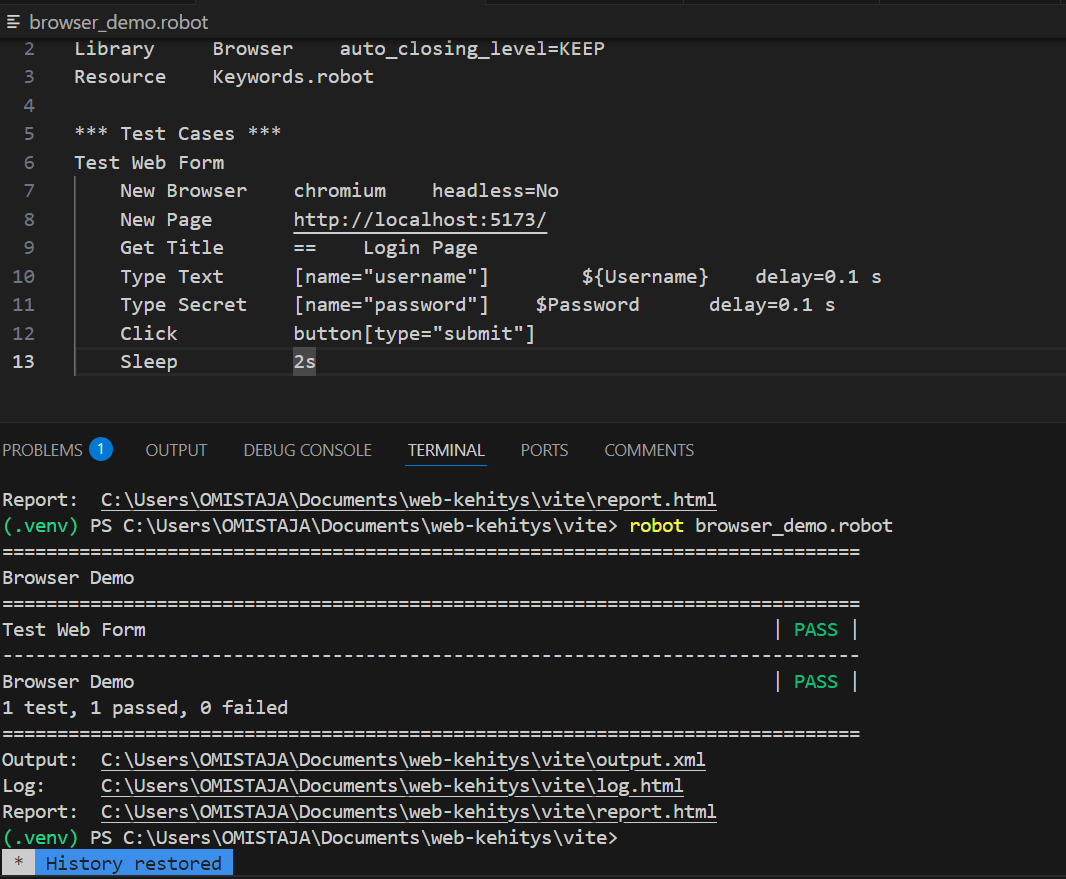 browser_demo.robot
2 Library Browser auto_closing_level=KEEP
3 Resource Keywords.robot
4
5 *** Test Cases ***
6 Test Web Form
7 New Browser chromium headless=No
8 New Page http://localhost:5173/
9 Get Title == Login Page
10 Type Text [name="username"] ${Username} delay=0.1 s
11 Type Secret [name="password"] $Password delay=0.1 s
12 Click button[type="submit"]
13 Sleep 2s
PROBLEMS 1 OUTPUT DEBUG CONSOLE TERMINAL PORTS COMMENTS
Report: C:\Users\OMISTAJA\Documents\web-kehitys\vite\report.html
(.venv) PS C:\Users\OMISTAJA\Documents\web-kehitys\vite> robot browser_demo.robot
==============================================================================
Browser Demo
==============================================================================
Test Web Form | PASS |
------------------------------------------------------------------------------
Browser Demo | PASS |
1 test, 1 passed, 0 failed
==============================================================================
Output: C:\Users\OMISTAJA\Documents\web-kehitys\vite\output.xml
Log: C:\Users\OMISTAJA\Documents\web-kehitys\vite\log.html
Report: C:\Users\OMISTAJA\Documents\web-kehitys\vite\report.html
(.venv) PS C:\Users\OMISTAJA\Documents\web-kehitys\vite>
* History restored